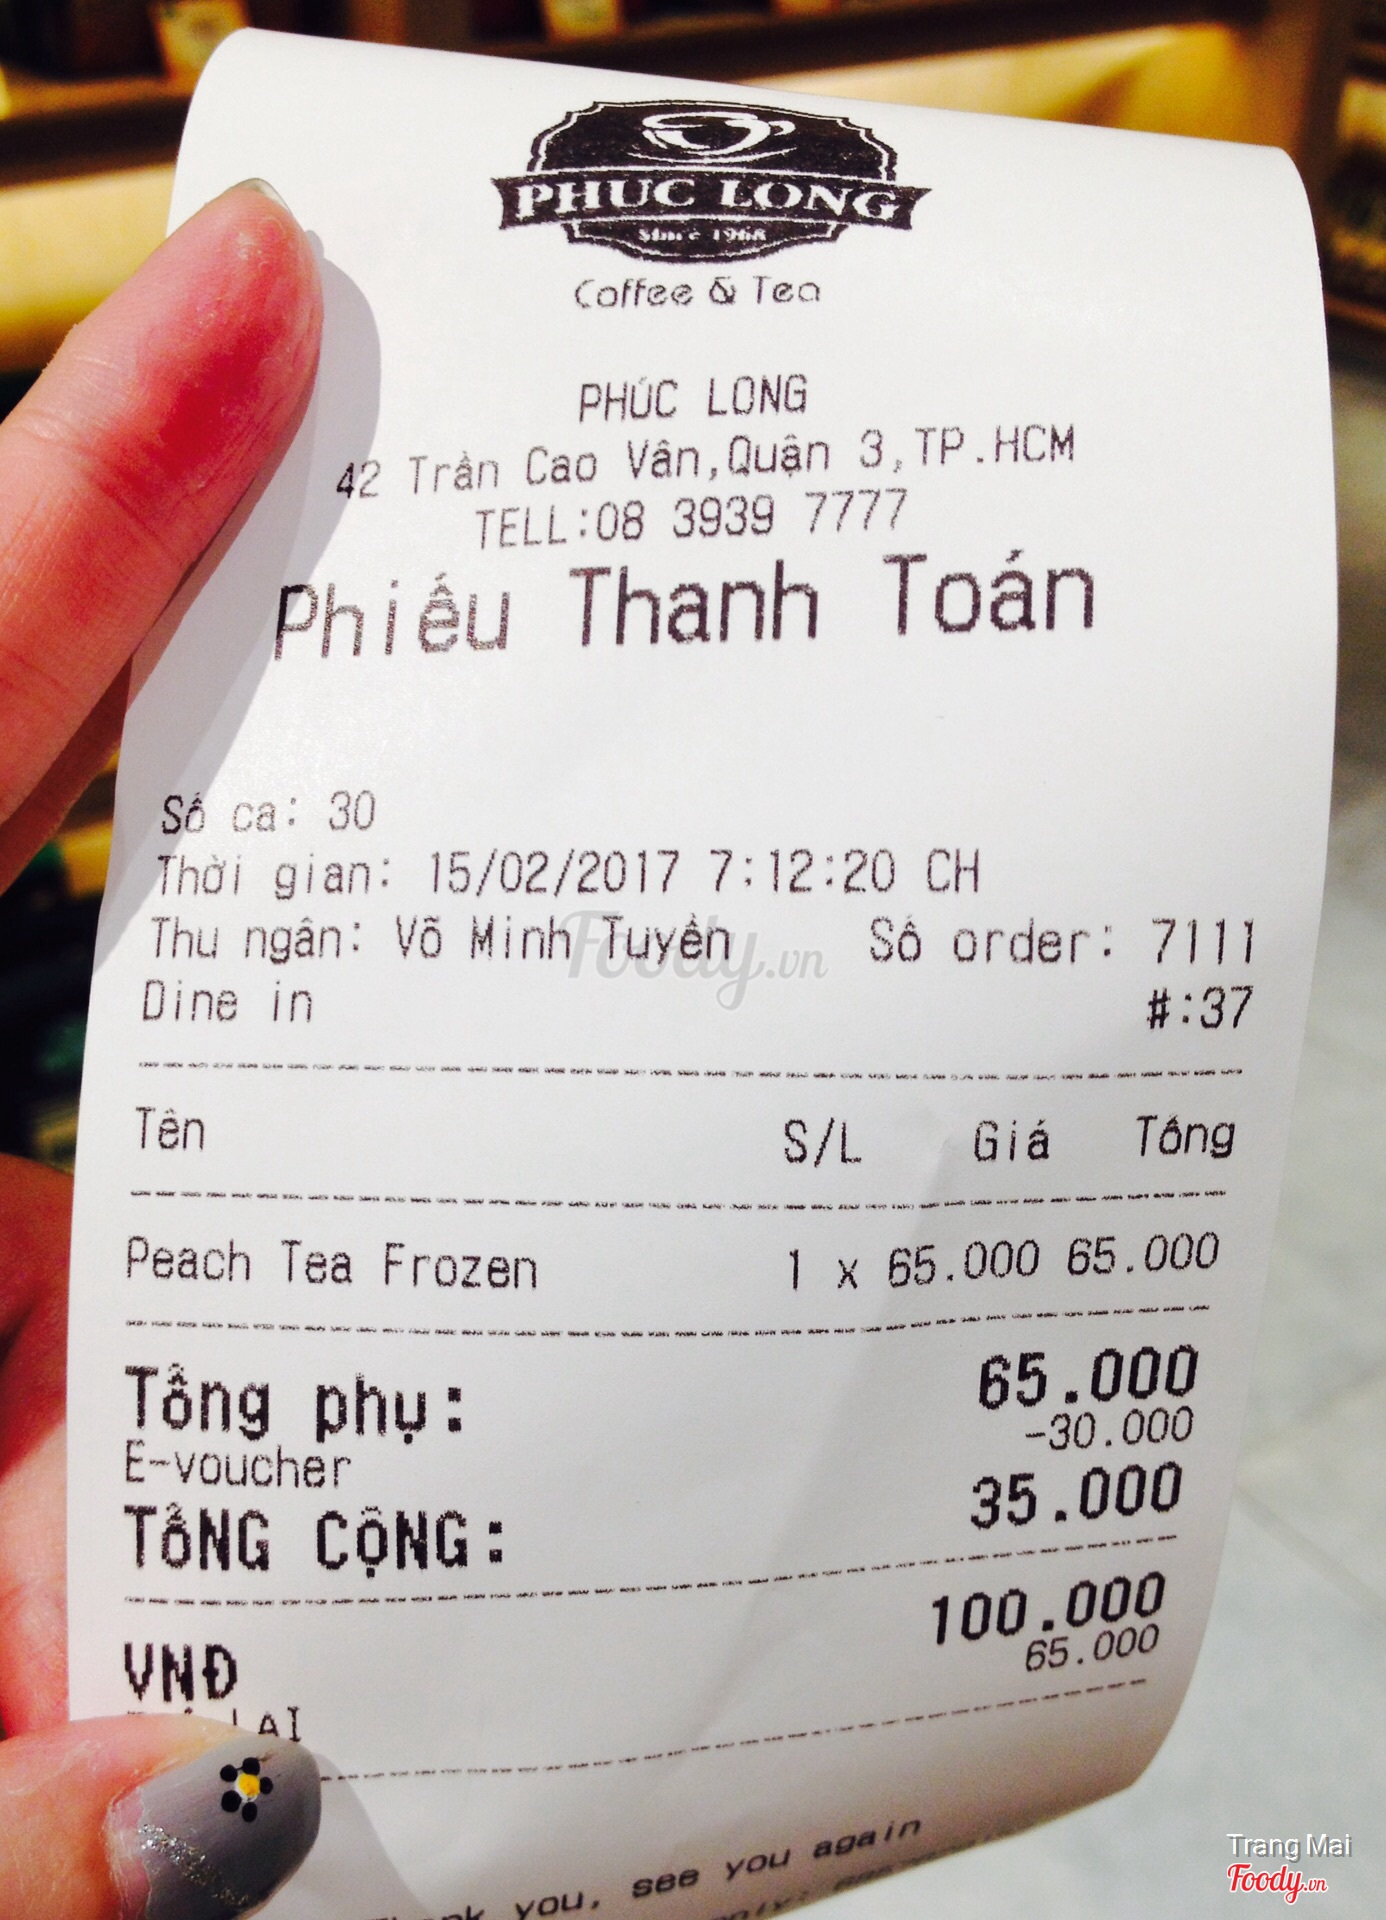 PHUC LONG
Since 1968
Coffee & Tea
PHÚC LONG
42 Trần Cao Vân,Quận 3,TP.HCM
TELL:08 3939 7777
Phiếu Thanh Toán
Số ca: 30
Thời gian: 15/02/2017 7:12:20 CH
Thu ngân: Võ Minh Tuyền Số order: 7111
Dine in #:37
Tên S/L Giá Tổng
Peach Tea Frozen 1 x 65.000 65.000
Tổng phụ: 65.000
E-voucher -30.000
TỔNG CỘNG: 35.000
VNĐ 100.000
LẠI 65.000
you, see you again
Foody.vn
Trang Mai
Foody.vn